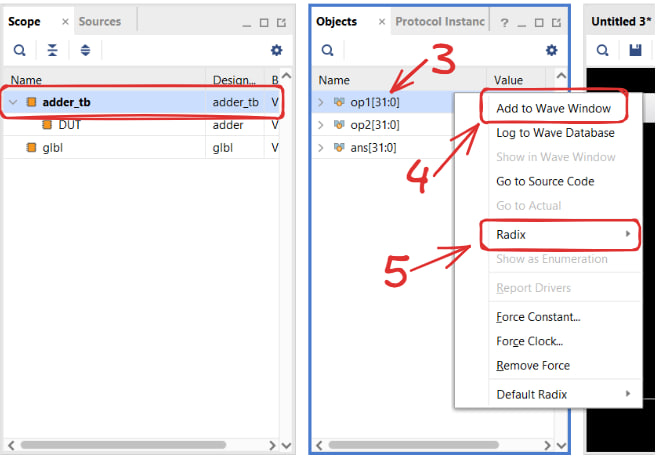 Scope × Sources
Name Design... B
adder_tb adder_tb V
DUT adder V
glbl glbl V
Objects × Protocol Instanc ?
Name Value
op1[31:0]
op2[31:0]
ans[31:0]
3
4
5
Add to Wave Window
Log to Wave Database
Show in Wave Window
Go to Source Code
Go to Actual
Radix
Show as Enumeration
Report Drivers
Force Constant...
Force Clock...
Remove Force
Default Radix
Untitled 3*